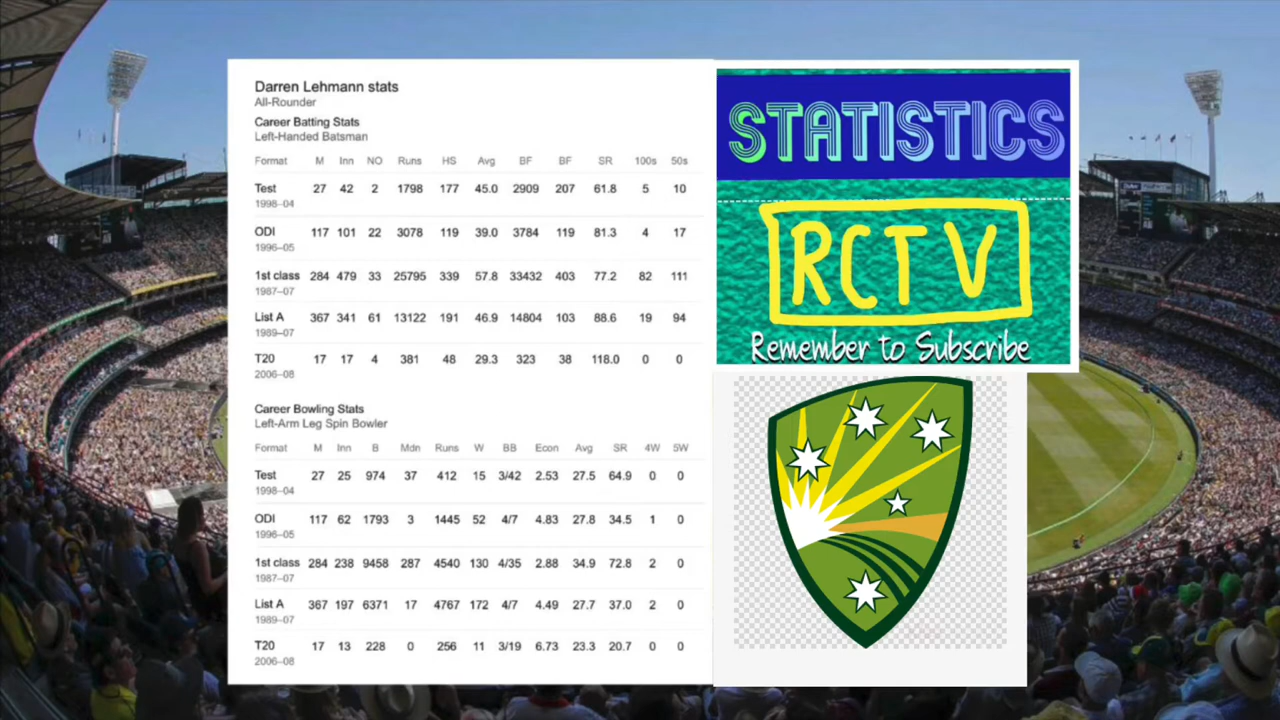 Darren Lehmann stats
All-Rounder
Career Batting Stats
Left-Handed Batsman
Format M Inn NO Runs HS Avg BF BF SR 100s 50s
Test 27 42 2 1798 177 45.0 2909 207 61.8 5 10
1998–04
ODI 117 101 22 3078 119 39.0 3784 119 81.3 4 17
1996–05
1st class 284 479 33 25795 339 57.8 33432 403 77.2 82 111
1987–07
List A 367 341 61 13122 191 46.9 14804 103 88.6 19 94
1989–07
T20 17 17 4 381 48 29.3 323 38 118.0 0 0
2006–08
Career Bowling Stats
Left-Arm Leg Spin Bowler
Format M Inn B Mdn Runs W BB Econ Avg SR 4W 5W
Test 27 25 974 37 412 15 3/42 2.53 27.5 64.9 0 0
1998–04
ODI 117 62 1793 3 1445 52 4/7 4.83 27.8 34.5 1 0
1996–05
1st class 284 238 9458 287 4540 130 4/35 2.88 34.9 72.8 2 0
1987–07
List A 367 197 6371 17 4767 172 4/7 4.49 27.7 37.0 2 0
1989–07
T20 17 13 228 0 256 11 3/19 6.73 23.3 20.7 0 0
2006–08
STATISTICS
RCTV
Remember to Subscribe